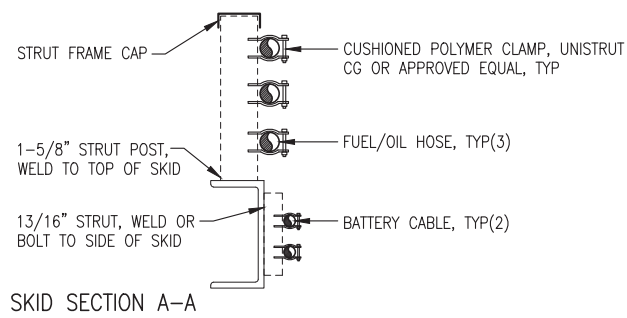 STRUT FRAME CAP
CUSHIONED POLYMER CLAMP, UNISTRUT
CG OR APPROVED EQUAL, TYP
FUEL/OIL HOSE, TYP(3)
1-5/8" STRUT POST,
WELD TO TOP OF SKID
13/16" STRUT, WELD OR
BOLT TO SIDE OF SKID
BATTERY CABLE, TYP(2)
SKID SECTION A-A